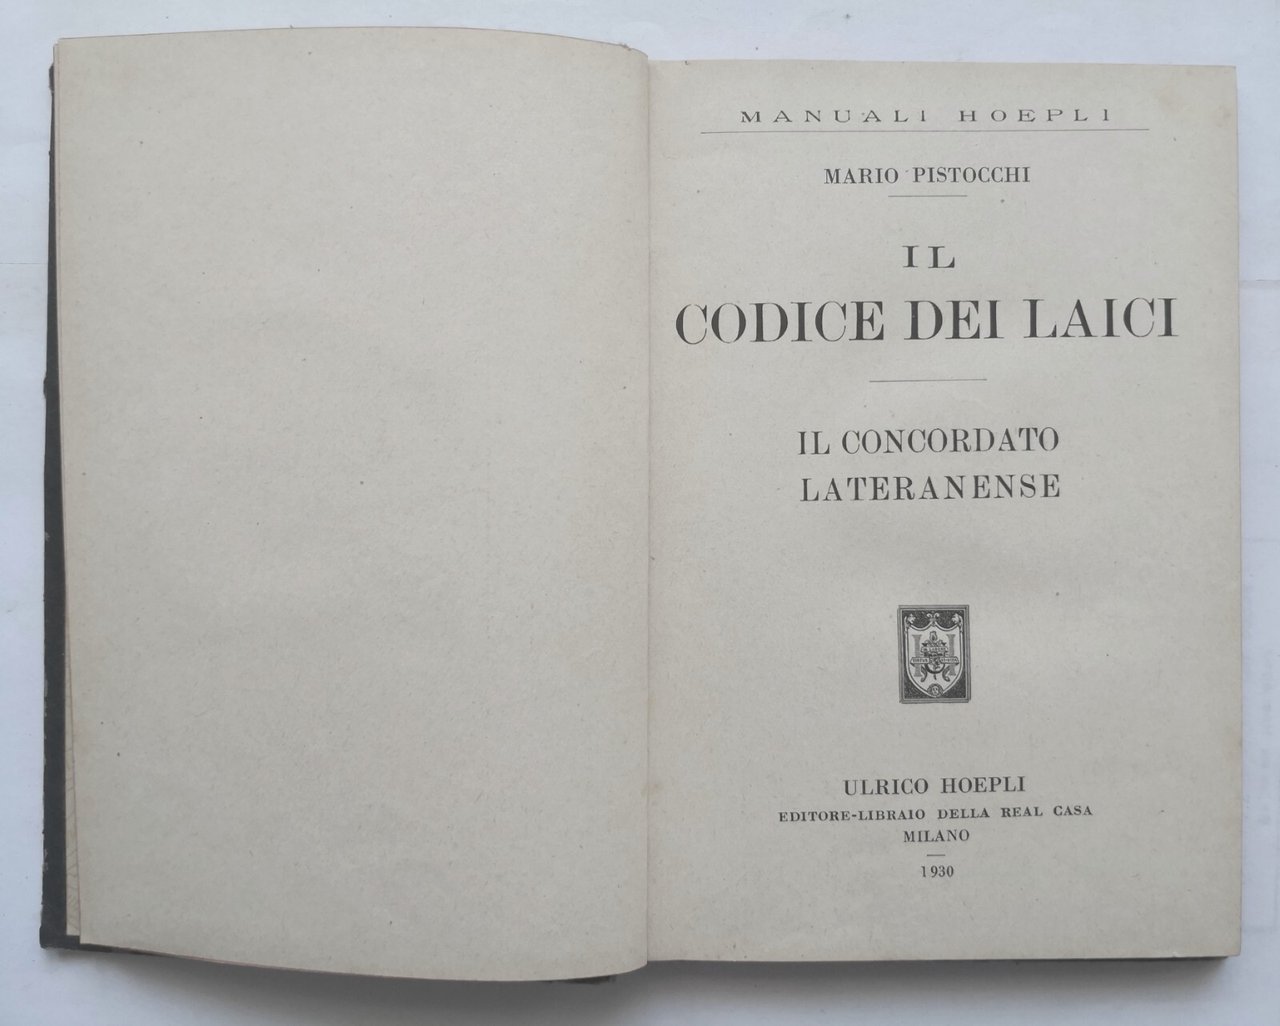 MANUALI HOEPLI
MARIO PISTOCCHI
IL
CODICE DEI LAICI
IL CONCORDATO
LATERANENSE
ULRICO HOEPLI
EDITORE-LIBRAIO DELLA REAL CASA
MILANO
1930